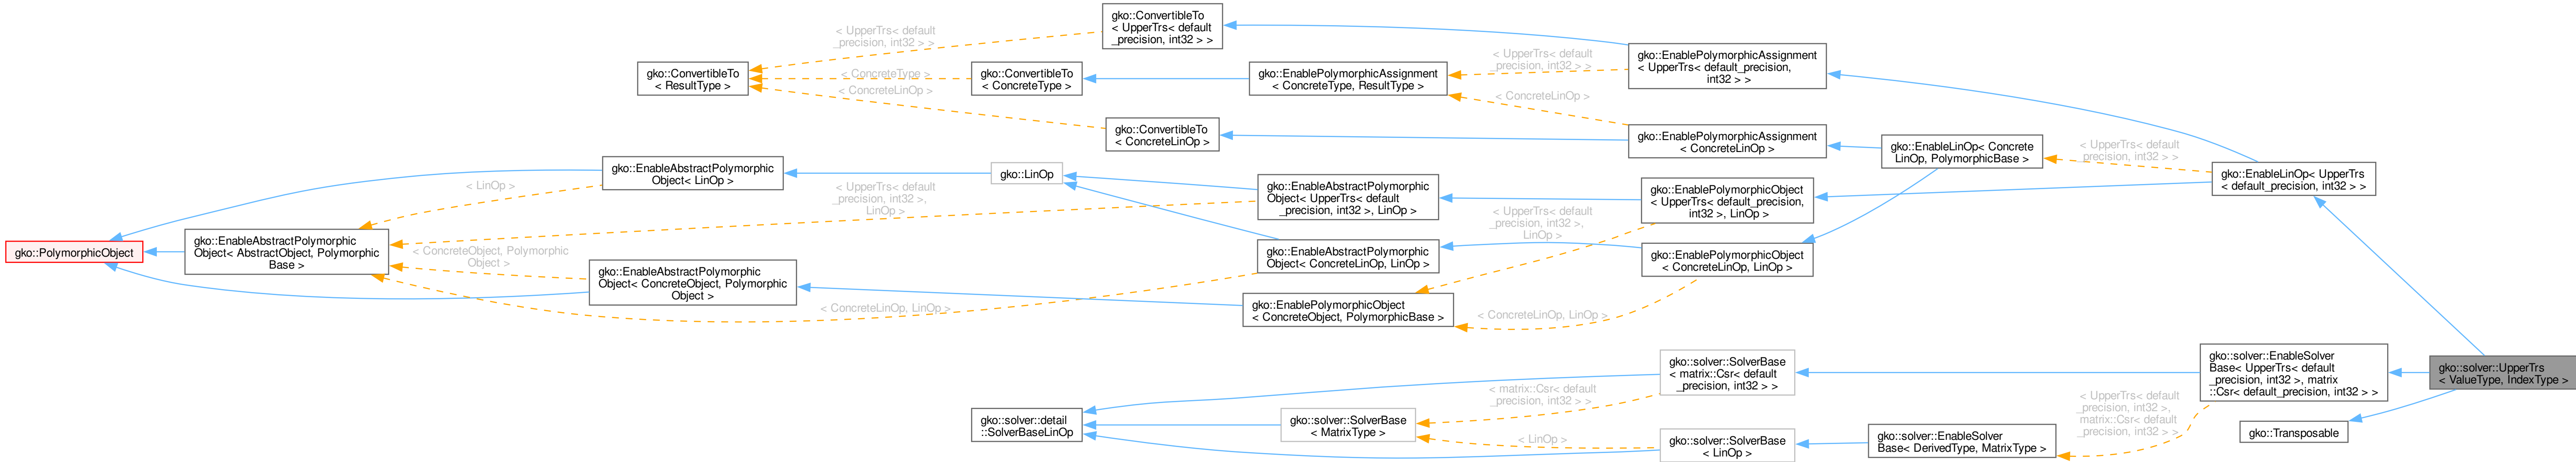 gko::ConvertibleTo
< UpperTrs< default
_precision, int32 > >
< UpperTrs< default
_precision, int32 > >
gko::ConvertibleTo
< ResultType >
< ConcreteType >
gko::ConvertibleTo
< ConcreteType >
gko::EnablePolymorphicAssignment
< ConcreteType, ResultType >
< UpperTrs< default
_precision, int32 > >
gko::EnablePolymorphicAssignment
< UpperTrs< default_precision,
int32 > >
< ConcreteLinOp >
gko::ConvertibleTo
< ConcreteLinOp >
< ConcreteLinOp >
gko::EnablePolymorphicAssignment
< ConcreteLinOp >
gko::EnableLinOp< Concrete
LinOp, PolymorphicBase >
< UpperTrs< default
_precision, int32 > >
gko::EnableLinOp< UpperTrs
< default_precision, int32 > >
gko::EnableAbstractPolymorphic
Object< LinOp >
< LinOp >
gko::LinOp
< UpperTrs< default
_precision, int32 >,
LinOp >
gko::EnableAbstractPolymorphic
Object< UpperTrs< default
_precision, int32 >, LinOp >
gko::EnablePolymorphicObject
< UpperTrs< default_precision,
int32 >, LinOp >
< UpperTrs< default
_precision, int32 >,
LinOp >
gko::PolymorphicObject
gko::EnableAbstractPolymorphic
Object< AbstractObject, Polymorphic
Base >
< ConcreteObject, Polymorphic
Object >
gko::EnableAbstractPolymorphic
Object< ConcreteObject, Polymorphic
Object >
gko::EnableAbstractPolymorphic
Object< ConcreteLinOp, LinOp >
gko::EnablePolymorphicObject
< ConcreteLinOp, LinOp >
< ConcreteLinOp, LinOp >
gko::EnablePolymorphicObject
< ConcreteObject, PolymorphicBase >
< ConcreteLinOp, LinOp >
gko::solver::SolverBase
< matrix::Csr< default
_precision, int32 > >
gko::solver::EnableSolver
Base< UpperTrs< default
_precision, int32 >, matrix
::Csr< default_precision, int32 > >
gko::solver::UpperTrs
< ValueType, IndexType >
gko::solver::detail
::SolverBaseLinOp
< matrix::Csr< default
_precision, int32 > >
gko::solver::SolverBase
< MatrixType >
< LinOp >
gko::solver::SolverBase
< LinOp >
gko::solver::EnableSolver
Base< DerivedType, MatrixType >
< UpperTrs< default
_precision, int32 >,
matrix::Csr< default
_precision, int32 > >
gko::Transposable